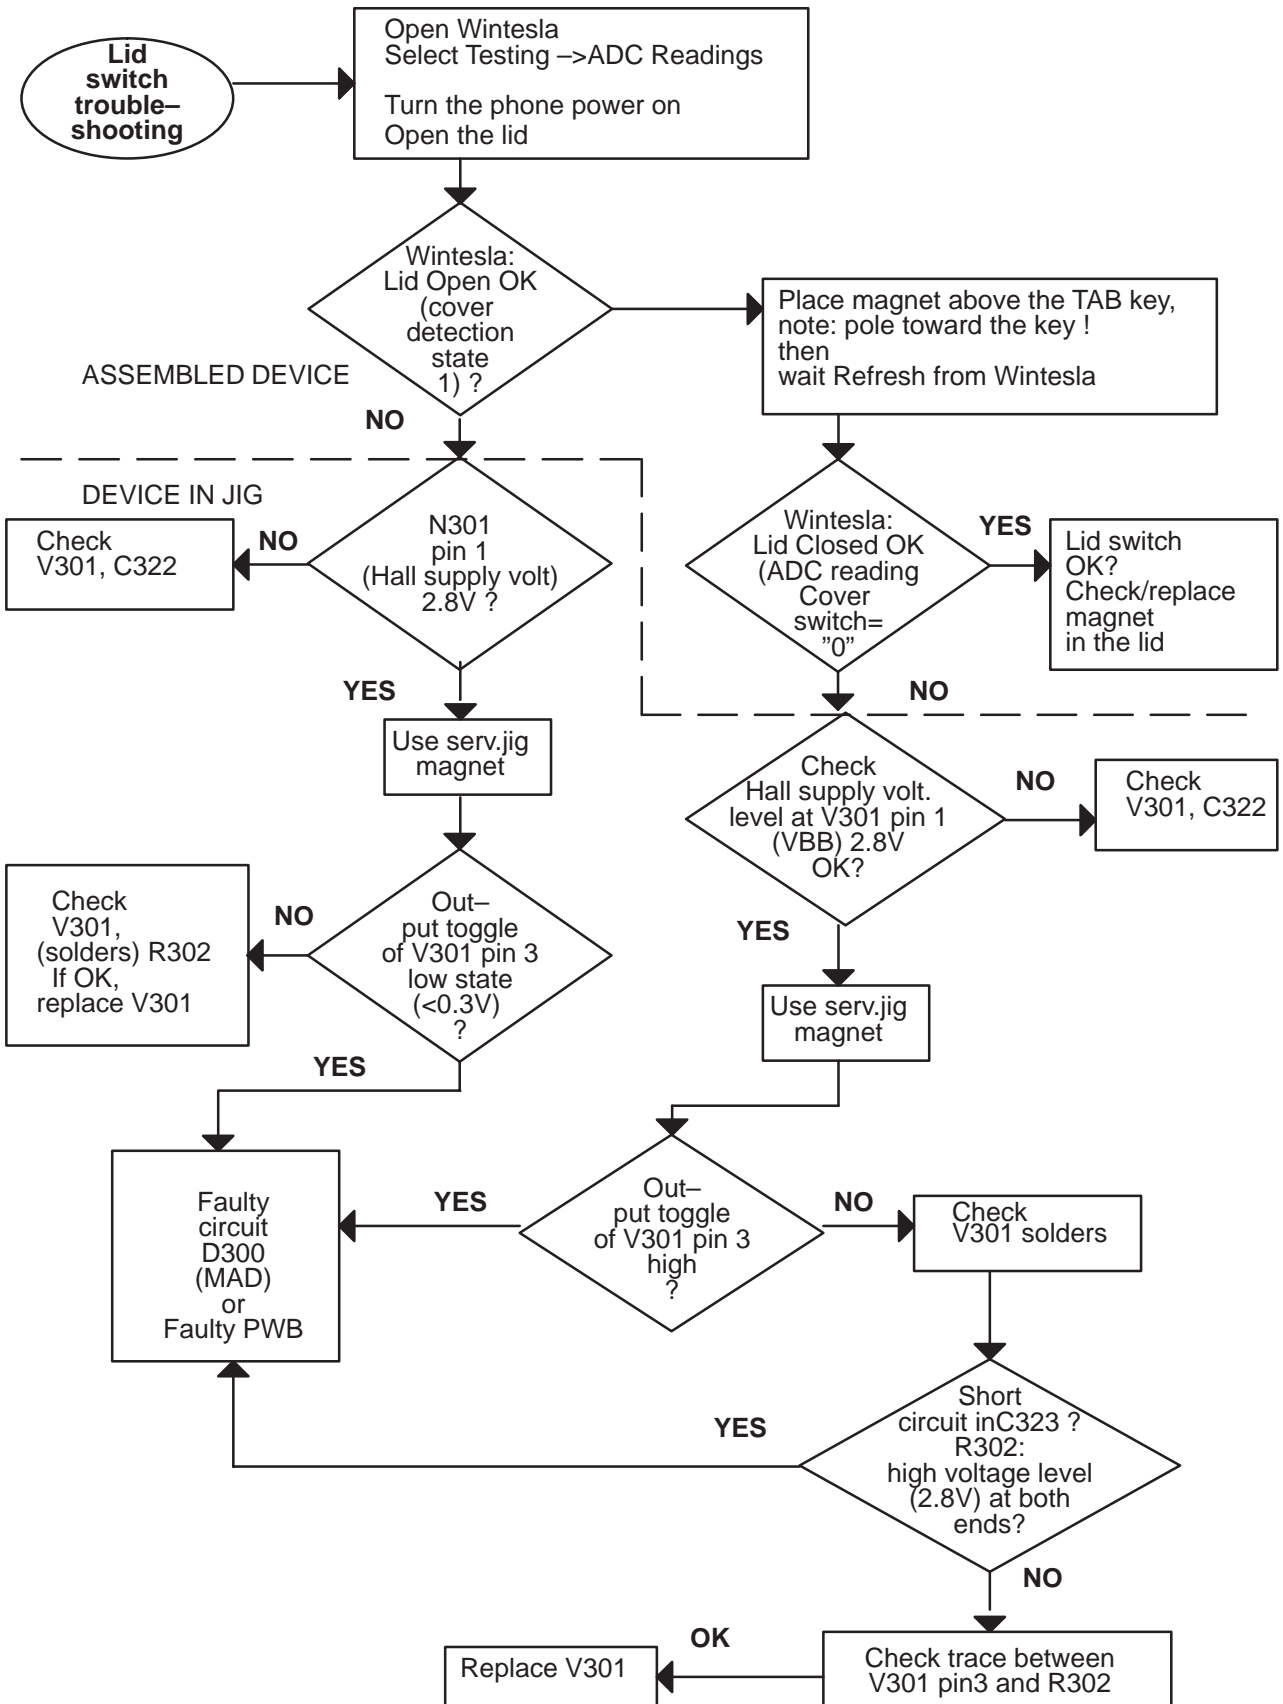 Lid
switch
trouble–
shooting
Open Wintesla
Select Testing –>ADC Readings
Turn the phone power on
Open the lid
Wintesla:
Lid Open OK
(cover
detection
state
1) ?
Place magnet above the TAB key,
note: pole toward the key !
then
wait Refresh from Wintesla
ASSEMBLED DEVICE
NO
DEVICE IN JIG
N301
pin 1
(Hall supply volt)
2.8V ?
NO
Check
V301, C322
Wintesla:
Lid Closed OK
(ADC reading
Cover
switch=
”0”
YES
Lid switch
OK?
Check/replace
magnet
in the lid
YES
NO
Use serv.jig
magnet
Check
Hall supply volt.
level at V301 pin 1
(VBB) 2.8V
OK?
NO
Check
V301, C322
Out–
put toggle
of V301 pin 3
low state
(<0.3V)
?
NO
Check
V301,
(solders) R302
If OK,
replace V301
YES
YES
Use serv.jig
magnet
Faulty
circuit
D300
(MAD)
or
Faulty PWB
YES
Out–
put toggle
of V301 pin 3
high
?
NO
Check
V301 solders
YES
Short
circuit inC323 ?
R302:
high voltage level
(2.8V) at both
ends?
NO
Check trace between
V301 pin3 and R302
OK
Replace V301